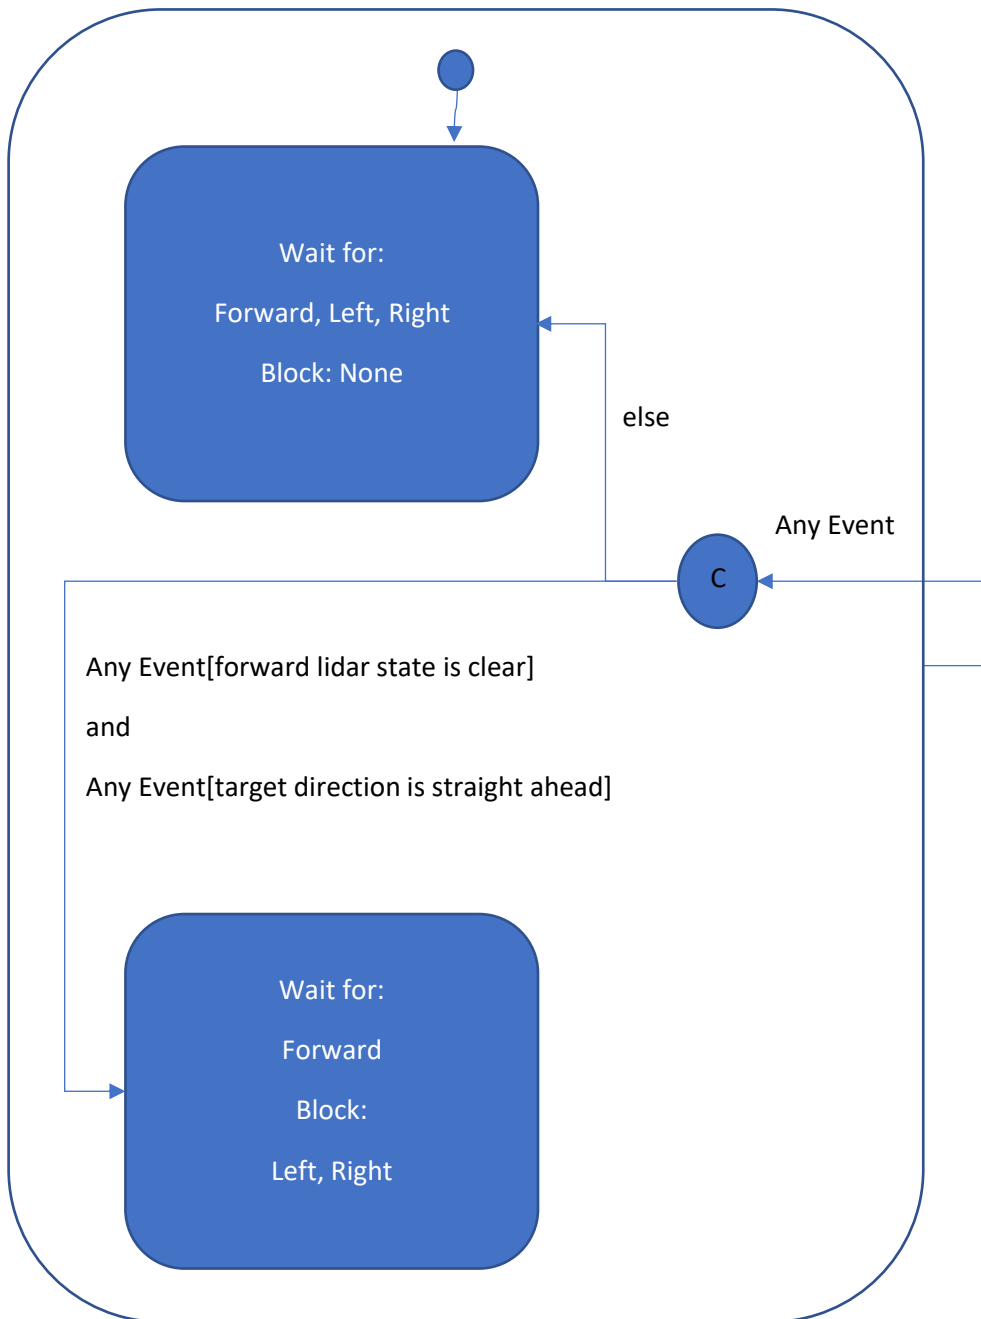 Wait for:
Forward, Left, Right
Block: None
else
Any Event
C
Any Event[forward lidar state is clear]
and
Any Event[target direction is straight ahead]
Wait for:
Forward
Block:
Left, Right